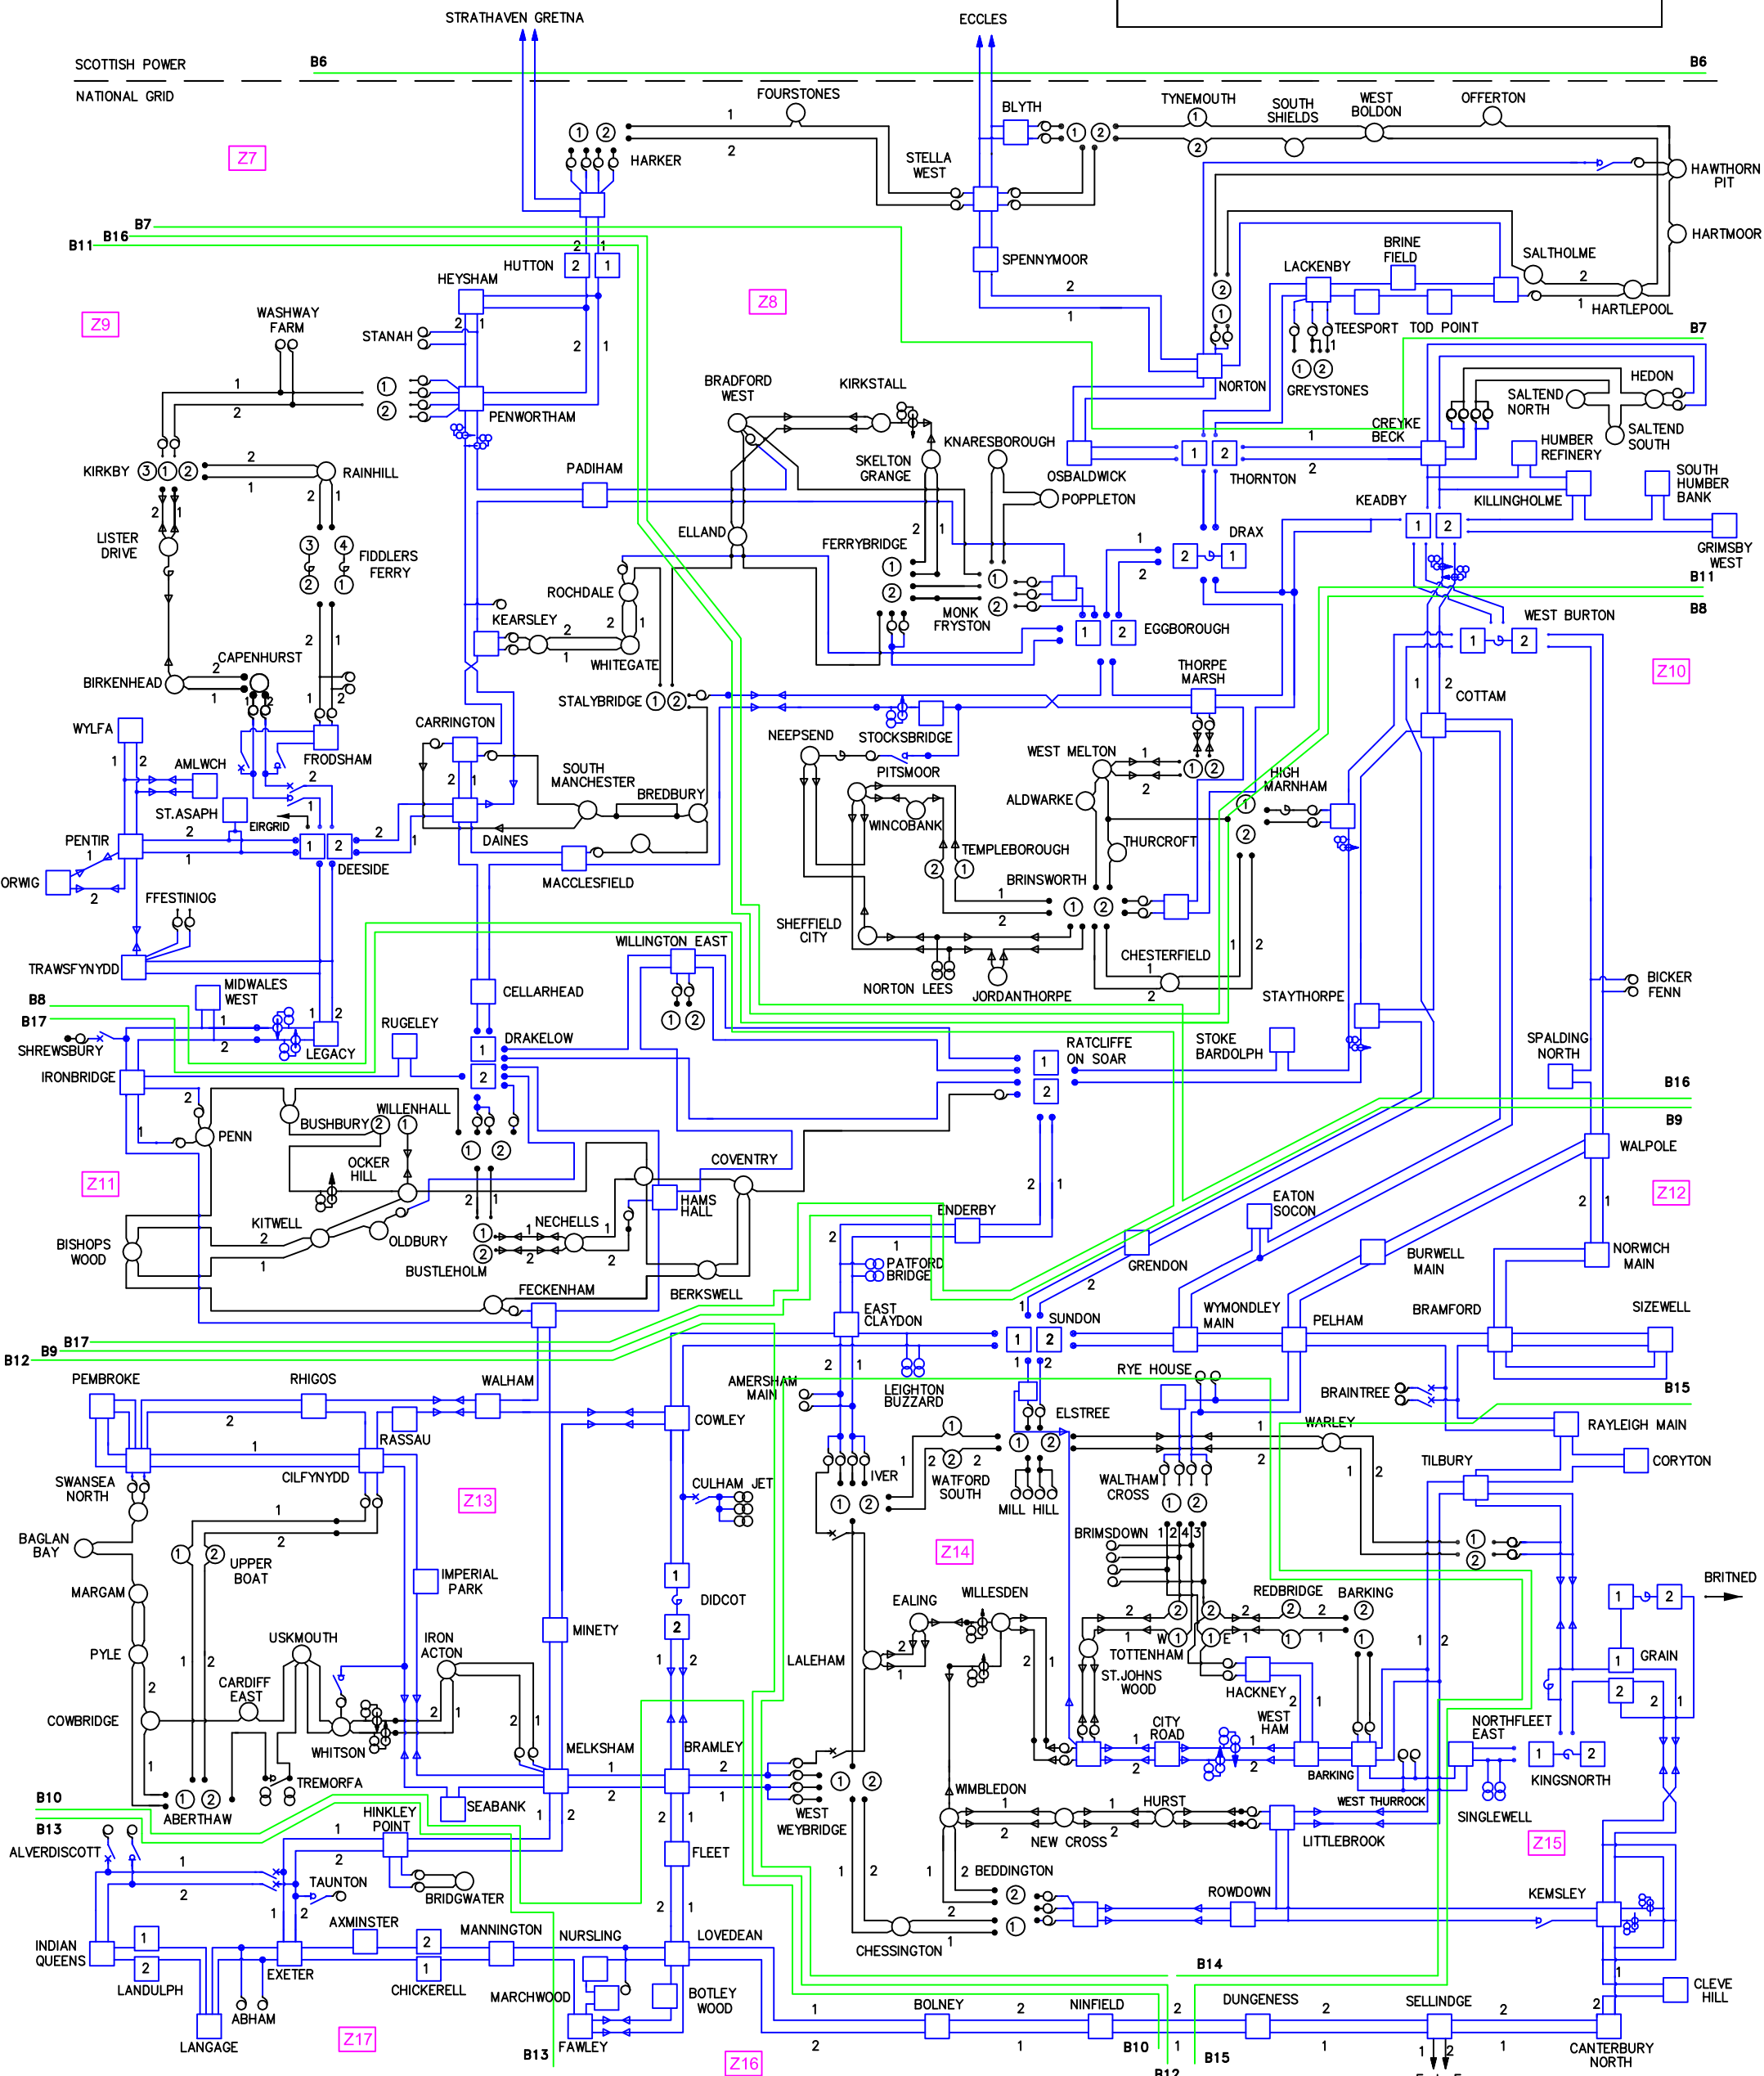 STRATHAVEN GRETNA
ECCLES
SCOTTISH POWER
B6
B6
NATIONAL GRID
FOURSTONES
BLYTH
TYNEMOUTH
SOUTH
SHIELDS
WEST
BOLDON
OFFERTON
Z7
HARKER
STELLA
WEST
HAWTHORN
PIT
B7
B16
B11
HARTMOOR
HUTTON
SPENNYMOOR
HEYSHAM
Z8
LACKENBY
BRINE
FIELD
SALTHOLME
Z9
WASHWAY
FARM
STANAH
TEESPORT
TOD POINT
HARTLEPOOL
B7
PENWORTHAM
BRADFORD
WEST
KIRKSTALL
NORTON
GREYSTONES
HEDON
SALTEND
NORTH
SALTEND
SOUTH
KIRKBY
RAINHILL
PADIHAM
SKELTON
GRANGE
KNARESBOROUGH
POPPLETON
OSBALDWICK
THORNTON
CREYKE
BECK
HUMBER
REFINERY
SOUTH
HUMBER
BANK
KEADBY
KILLINGHOLME
LISTER
DRIVE
FIDDLERS
FERRY
ELLAND
FERRYBRIDGE
DRAX
GRIMSBY
WEST
B11
B8
ROCHDALE
KEARSLEY
MONK
FRYSTON
EGGBOROUGH
WEST BURTON
WHITEGATE
CAPENHURST
BIRKENHEAD
STALYBRIDGE
THORPE
MARSH
Z10
COTTAM
WYLFA
AMLWCH
FRODSHAM
CARRINGTON
NEEPSEND
STOCKSBRIDGE
WEST MELTON
PITSMOOR
HIGH
MARNHAM
SOUTH
MANCHESTER
BREDBURY
ALDWARKE
ST.ASAPH
EIRGRID
WINCOBANK
THURCROFT
PENTIR
DEESIDE
DAINES
MACCLESFIELD
TEMPLEBOROUGH
BRINSWORTH
ORWIG
FFESTINIOG
SHEFFIELD
CITY
TRAWSFYNYDD
WILLINGTON EAST
CHESTERFIELD
NORTON LEES
JORDANTHORPE
BICKER
FENN
B8
B17
MIDWALES
WEST
CELLARHEAD
STAYTHORPE
SHREWSBURY
LEGACY
RUGELEY
DRAKELOW
RATCLIFFE
ON SOAR
STOKE
BARDOLPH
SPALDING
NORTH
IRONBRIDGE
B16
B9
PENN
BUSHBURY
WILLENHALL
WALPOLE
Z11
OCKER
HILL
COVENTRY
HAMS
HALL
Z12
EATON
SOCON
ENDERBY
BISHOPS
WOOD
KITWELL
OLDBURY
NECHELLS
BUSTLEHOLM
PATFORD
BRIDGE
GRENDON
BURWELL
MAIN
NORWICH
MAIN
FECKENHAM
BERKSWELL
EAST
CLAYDON
SUNDON
WYMONDLEY
MAIN
PELHAM
BRAMFORD
SIZEWELL
B17
B9
B12
PEMBROKE
RHIGOS
WALHAM
AMERSHAM
MAIN
LEIGHTON
BUZZARD
RYE HOUSE
BRAINTREE
B15
RASSAU
COWLEY
ELSTREE
WARLEY
RAYLEIGH MAIN
SWANSEA
NORTH
CILFYNYDD
Z13
CULHAM JET
IVER
WATFORD
SOUTH
MILL HILL
WALTHAM
CROSS
TILBURY
CORYTON
BAGLAN
BAY
UPPER
BOAT
BRIMSDOWN
Z14
IMPERIAL
PARK
MARGAM
DIDCOT
EALING
WILLESDEN
REDBRIDGE
BARKING
BRITNED
MINETY
PYLE
USKMOUTH
IRON
ACTON
LALEHAM
W
E
TOTTENHAM
ST.JOHNS
WOOD
GRAIN
CARDIFF
EAST
HACKNEY
COWBRIDGE
WHITSON
CITY
ROAD
WEST
HAM
NORTHFLEET
EAST
MELKSHAM
BRAMLEY
BARKING
KINGSNORTH
TREMORFA
ABERTHAW
SEABANK
WEST
WEYBRIDGE
WIMBLEDON
HURST
WEST THURROCK
SINGLEWELL
B10
B13
HINKLEY
POINT
NEW CROSS
LITTLEBROOK
Z15
ALVERDISCOTT
FLEET
TAUNTON
BRIDGWATER
BEDDINGTON
ROWDOWN
KEMSLEY
AXMINSTER
MANNINGTON
NURSLING
LOVEDEAN
CHESSINGTON
INDIAN
QUEENS
LANDULPH
EXETER
CHICKERELL
MARCHWOOD
BOTLEY
WOOD
B14
CLEVE
HILL
ABHAM
LANGAGE
Z17
FAWLEY
B13
Z16
BOLNEY
NINFIELD
DUNGENESS
SELLINDGE
CANTERBURY
NORTH
B10
B15
B12